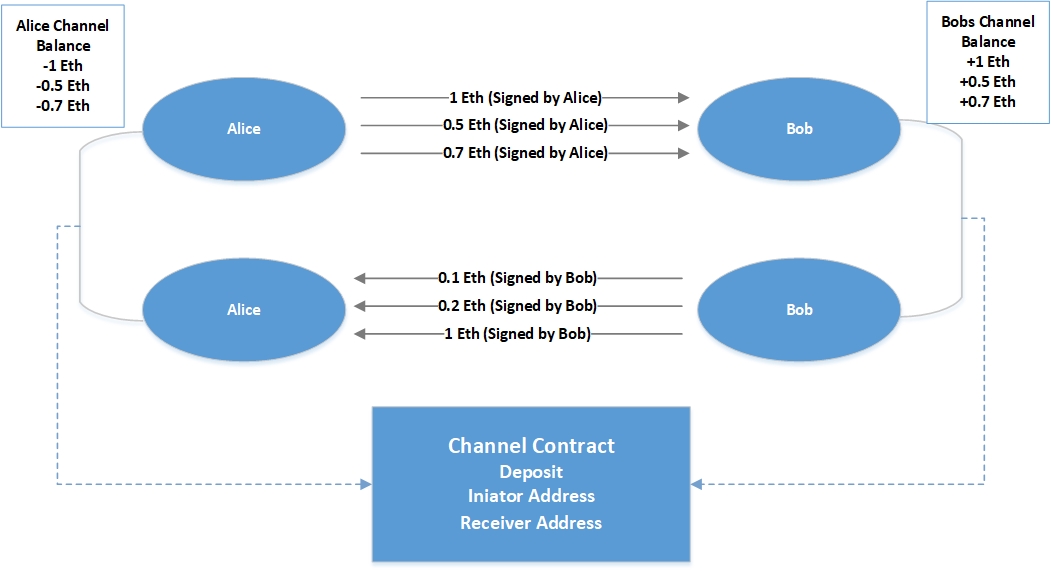 Alice Channel
Balance
-1 Eth
-0.5 Eth
-0.7 Eth
Bobs Channel
Balance
+1 Eth
+0.5 Eth
+0.7 Eth
Alice
1 Eth (Signed by Alice)
0.5 Eth (Signed by Alice)
0.7 Eth (Signed by Alice)
Bob
Alice
0.1 Eth (Signed by Bob)
0.2 Eth (Signed by Bob)
1 Eth (Signed by Bob)
Bob
Channel Contract
Deposit
Iniator Address
Receiver Address